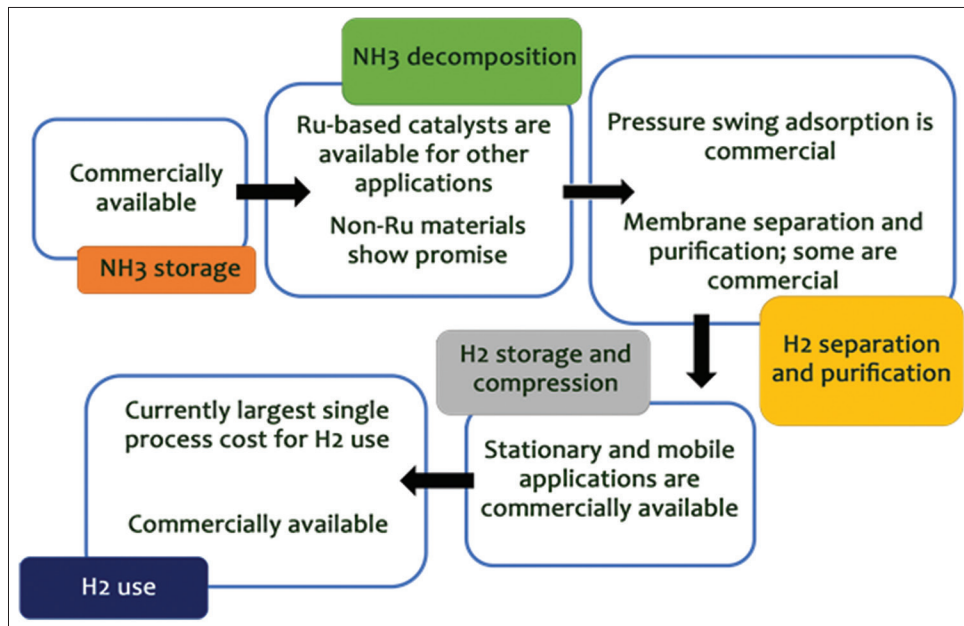 Commercially
available
NH3 storage
NH3 decomposition
Ru-based catalysts are
available for other
applications
Non-Ru materials
show promise
Pressure swing adsorption is
commercial
Membrane separation and
purification; some are
commercial
H2 separation
and purification
H2 storage and
compression
Stationary and mobile
applications are
commercially available
Currently largest single
process cost for H2 use
Commercially available
H2 use